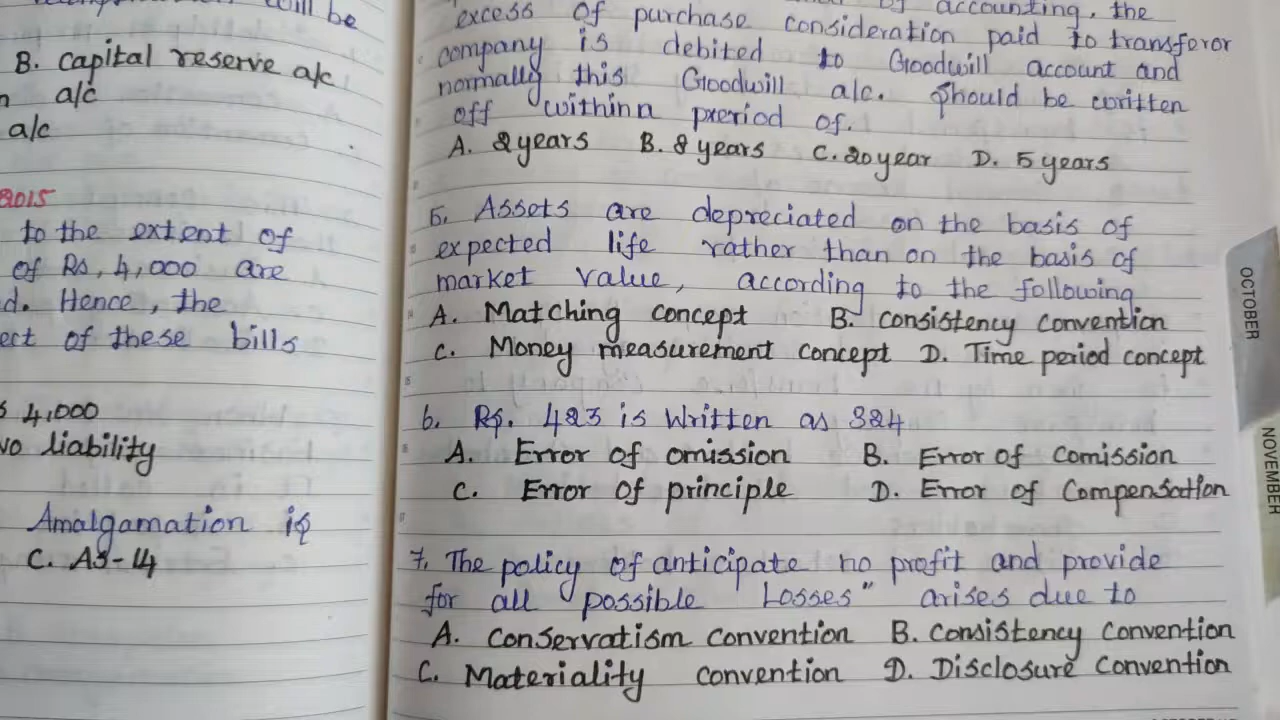 will be
B. Capital reserve a/c
a/c
a/c
2015
to the extent of
of Rs, 4,000 are
d. Hence, the
ect of these bills
4,000
No liability
Amalgamation is
C. AS-14
of accounting, the
excess of purchase consideration paid to transferor
company is debited to Goodwill account and
normally this Goodwill a/c. should be written
off within a preriod of.
A. 2 years B. 8 years C. 20 year D. 5 years
5. Assets are depreciated on the basis of
expected life rather than on the basis of
market value, according to the following
A. Matching concept B. consistency convention
C. Money measurement concept D. Time period concept
6. Rs. 423 is Written as 324
A. Error of omission B. Error of Comission
C. Error of principle D. Error of Compensation
7. The policy of anticipate no profit and provide
for all possible Losses" arises due to
A. Conservatism convention B. Consistency Convention
C. Materiality convention D. Disclosure Convention
OCTOBER
NOVEMBER